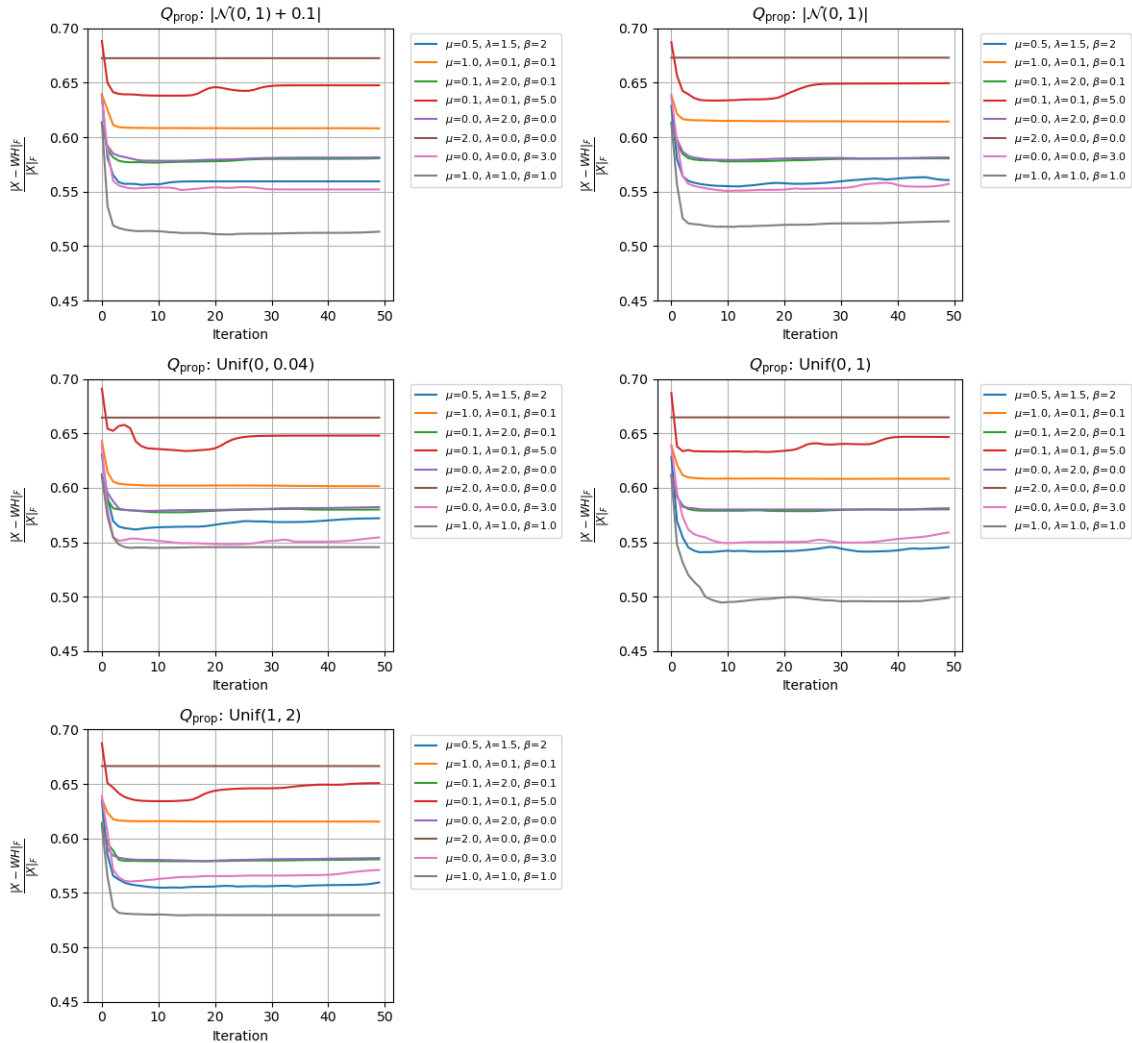 Q_prop: |𝒩(0, 1) + 0.1|
|X − WH|_F
|X|_F
0.70
0.65
0.60
0.55
0.50
0.45
0
10
20
30
40
50
Iteration
μ=0.5, λ=1.5, β=2
μ=1.0, λ=0.1, β=0.1
μ=0.1, λ=2.0, β=0.1
μ=0.1, λ=0.1, β=5.0
μ=0.0, λ=2.0, β=0.0
μ=2.0, λ=0.0, β=0.0
μ=0.0, λ=0.0, β=3.0
μ=1.0, λ=1.0, β=1.0
Q_prop: |𝒩(0, 1)|
|X − WH|_F
|X|_F
0.70
0.65
0.60
0.55
0.50
0.45
0
10
20
30
40
50
Iteration
μ=0.5, λ=1.5, β=2
μ=1.0, λ=0.1, β=0.1
μ=0.1, λ=2.0, β=0.1
μ=0.1, λ=0.1, β=5.0
μ=0.0, λ=2.0, β=0.0
μ=2.0, λ=0.0, β=0.0
μ=0.0, λ=0.0, β=3.0
μ=1.0, λ=1.0, β=1.0
Q_prop: Unif(0, 0.04)
|X − WH|_F
|X|_F
0.70
0.65
0.60
0.55
0.50
0.45
0
10
20
30
40
50
Iteration
μ=0.5, λ=1.5, β=2
μ=1.0, λ=0.1, β=0.1
μ=0.1, λ=2.0, β=0.1
μ=0.1, λ=0.1, β=5.0
μ=0.0, λ=2.0, β=0.0
μ=2.0, λ=0.0, β=0.0
μ=0.0, λ=0.0, β=3.0
μ=1.0, λ=1.0, β=1.0
Q_prop: Unif(0, 1)
|X − WH|_F
|X|_F
0.70
0.65
0.60
0.55
0.50
0.45
0
10
20
30
40
50
Iteration
μ=0.5, λ=1.5, β=2
μ=1.0, λ=0.1, β=0.1
μ=0.1, λ=2.0, β=0.1
μ=0.1, λ=0.1, β=5.0
μ=0.0, λ=2.0, β=0.0
μ=2.0, λ=0.0, β=0.0
μ=0.0, λ=0.0, β=3.0
μ=1.0, λ=1.0, β=1.0
Q_prop: Unif(1, 2)
|X − WH|_F
|X|_F
0.70
0.65
0.60
0.55
0.50
0.45
0
10
20
30
40
50
Iteration
μ=0.5, λ=1.5, β=2
μ=1.0, λ=0.1, β=0.1
μ=0.1, λ=2.0, β=0.1
μ=0.1, λ=0.1, β=5.0
μ=0.0, λ=2.0, β=0.0
μ=2.0, λ=0.0, β=0.0
μ=0.0, λ=0.0, β=3.0
μ=1.0, λ=1.0, β=1.0